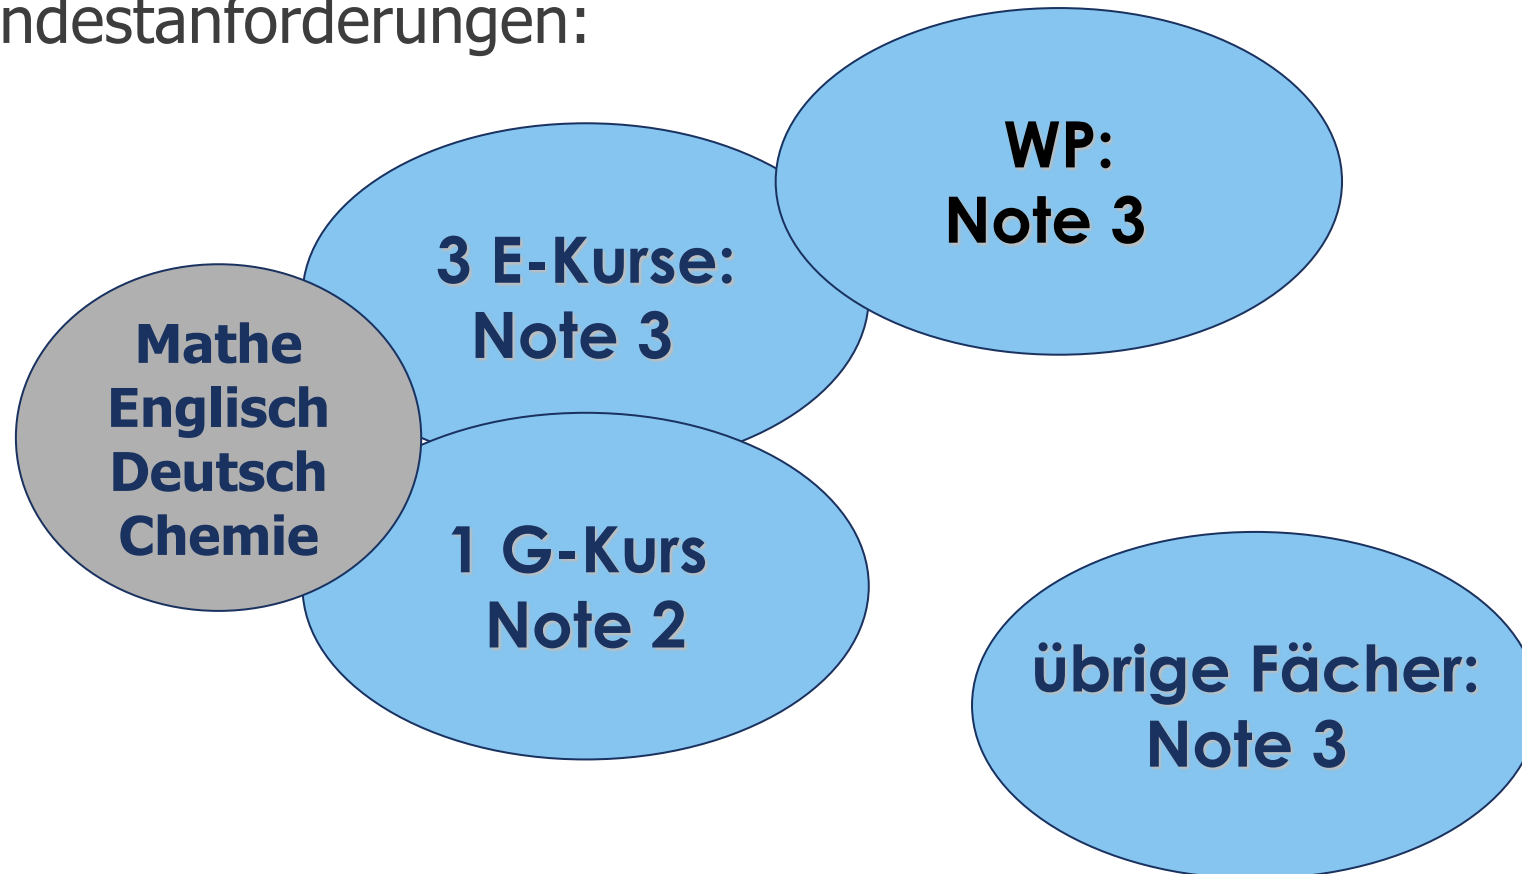 ndestanforderungen:
WP:
Note 3
3 E-Kurse:
Note 3
Mathe
Englisch
Deutsch
Chemie
1 G-Kurs
Note 2
übrige Fächer:
Note 3